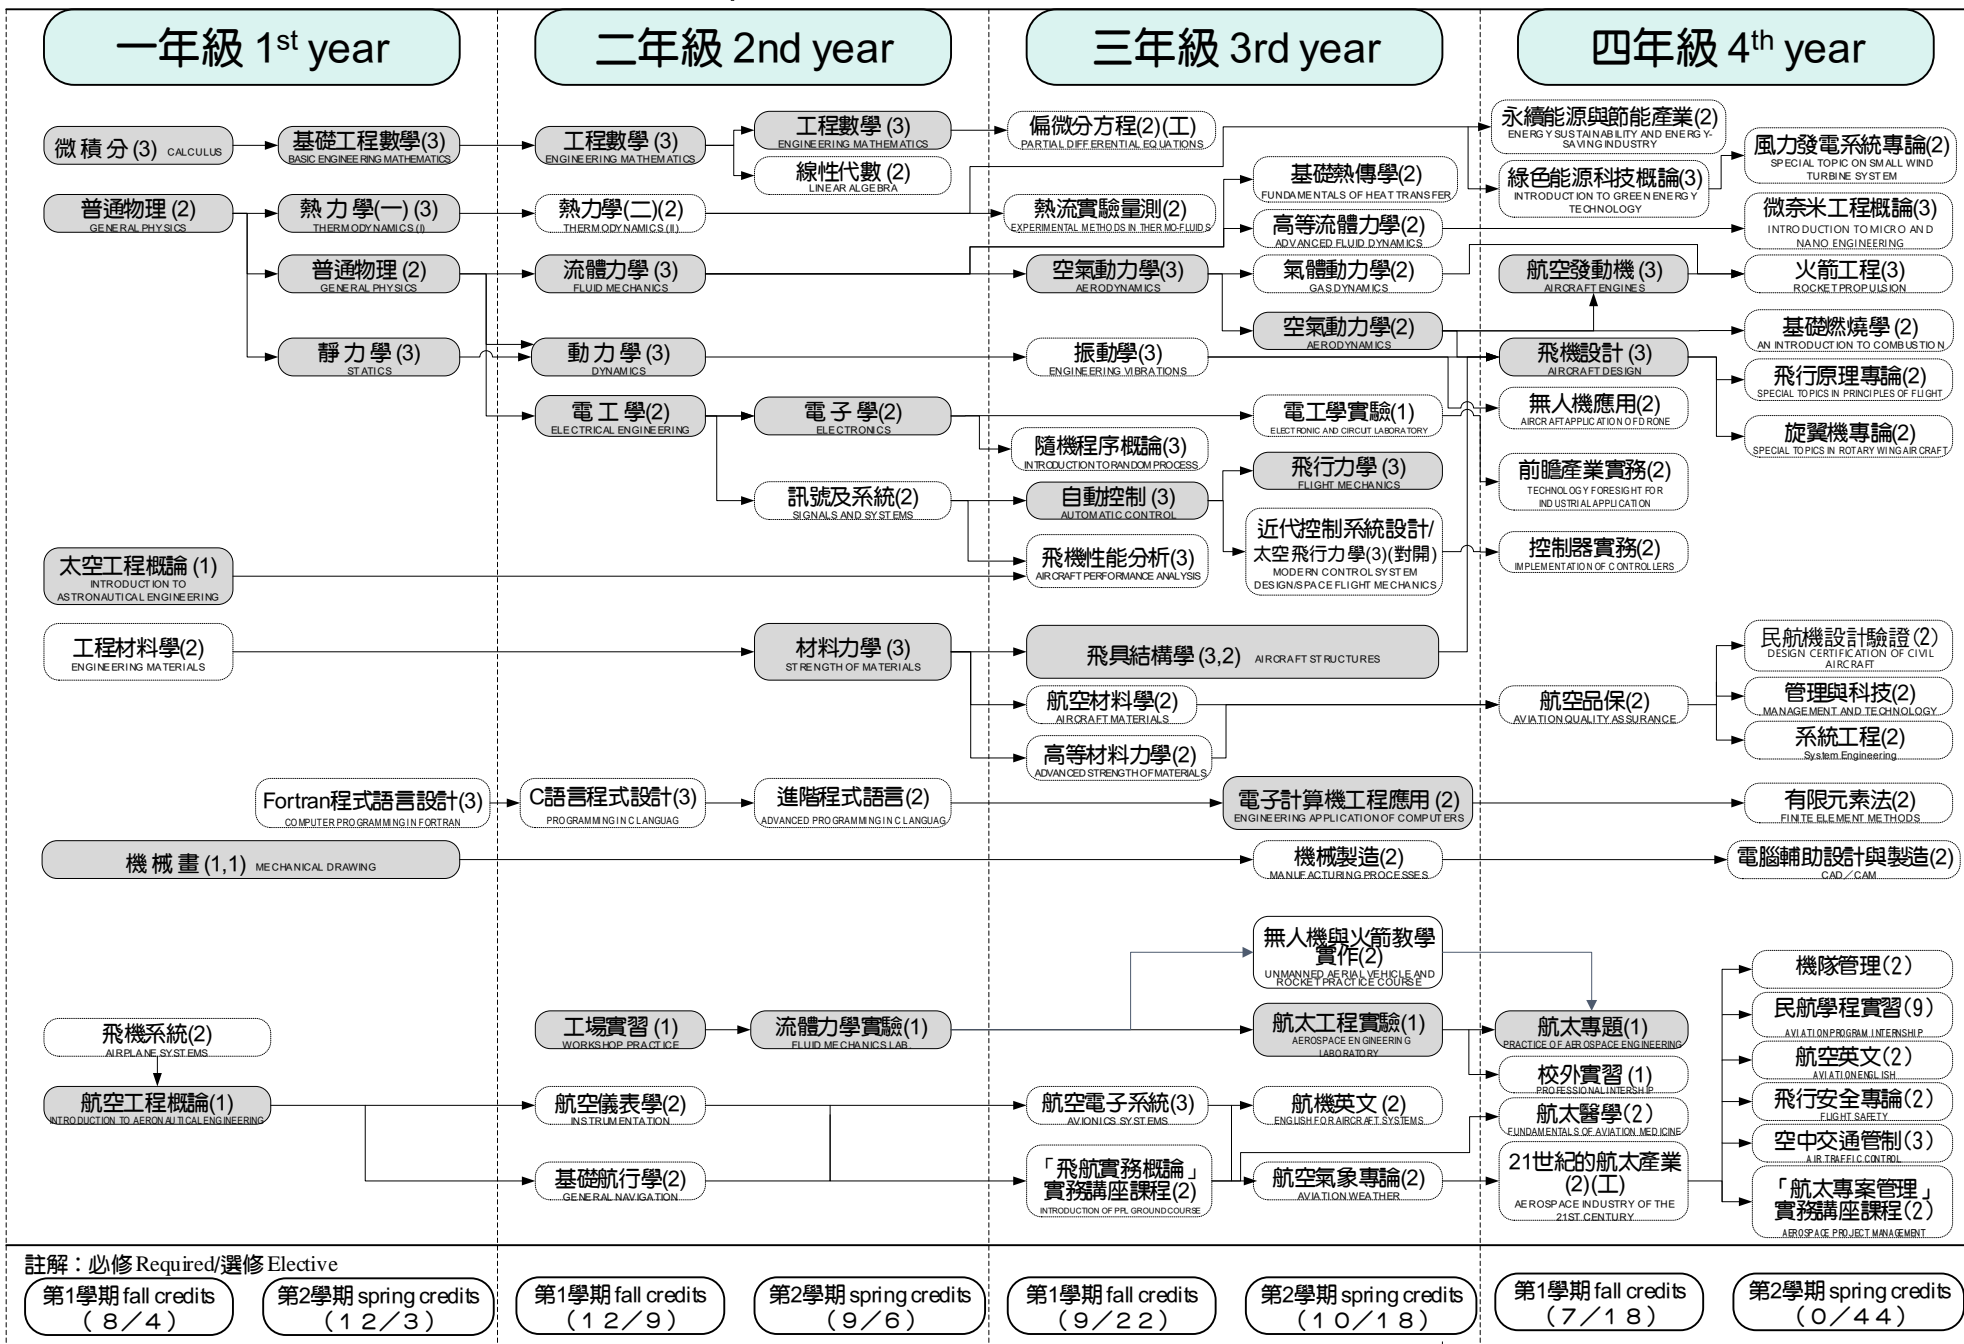 一年級 1st year
二年級 2nd year
三年級 3rd year
四年級 4th year
微積分(3) CALCULUS
基礎工程數學(3)
BASIC ENGINEERING MATHEMATICS
工程數學(3)
ENGINEERING MATHEMATICS
工程數學(3)
ENGINEERING MATHEMATICS
線性代數(2)
LINEAR ALGEBRA
偏微分方程(2)(工)
PARTIAL DIFFERENTIAL EQUATIONS
永續能源與節能產業(2)
ENERGY SUSTAINABILITY AND ENERGY-
SAVING INDUSTRY
風力發電系統專論(2)
SPECIAL TOPIC ON SMALL WIND
TURBINE SYSTEM
基礎熱傳學(2)
FUNDAMENTALS OF HEAT TRANSFER
綠色能源科技概論(3)
INTRODUCTION TO GREEN ENERGY
TECHNOLOGY
普通物理(2)
GENERAL PHYSICS
熱力學(一)(3)
THERMODYNAMICS (I)
熱力學(二)(2)
THERMODYNAMICS (II)
熱流實驗量測(2)
EXPERIMENTAL METHODS IN THERMO-FLUIDS
高等流體力學(2)
ADVANCED FLUID DYNAMICS
微奈米工程概論(3)
INTRODUCTION TO MICRO AND
NANO ENGINEERING
普通物理(2)
GENERAL PHYSICS
流體力學(3)
FLUID MECHANICS
空氣動力學(3)
AERODYNAMICS
氣體動力學(2)
GAS DYNAMICS
航空發動機(3)
AIRCRAFT ENGINES
火箭工程(3)
ROCKET PROPULSION
空氣動力學(2)
AERODYNAMICS
基礎燃燒學(2)
AN INTRODUCTION TO COMBUSTION
靜力學(3)
STATICS
動力學(3)
DYNAMICS
振動學(3)
ENGINEERING VIBRATIONS
飛機設計(3)
AIRCRAFT DESIGN
飛行原理專論(2)
SPECIAL TOPICS IN PRINCIPLES OF FLIGHT
電工學(2)
ELECTRICAL ENGINEERING
電子學(2)
ELECTRONICS
電工學實驗(1)
ELECTRONIC AND CIRCUIT LABORATORY
無人機應用(2)
AIRCRAFT APPLICATION OF DRONE
旋翼機專論(2)
SPECIAL TOPICS IN ROTARY WING AIRCRAFT
隨機程序概論(3)
INTRODUCTION TO RANDOM PROCESS
飛行力學(3)
FLIGHT MECHANICS
前瞻產業實務(2)
TECHNOLOGY FORESIGHT FOR
INDUSTRIAL APPLICATION
訊號及系統(2)
SIGNALS AND SYSTEMS
自動控制(3)
AUTOMATIC CONTROL
近代控制系統設計/
太空飛行力學(3)(對開)
MODERN CONTROL SYSTEM
DESIGN/SPACE FLIGHT MECHANICS
控制器實務(2)
IMPLEMENTATION OF CONTROLLERS
太空工程概論(1)
INTRODUCTION TO
ASTRONAUTICAL ENGINEERING
飛機性能分析(3)
AIRCRAFT PERFORMANCE ANALYSIS
工程材料學(2)
ENGINEERING MATERIALS
材料力學(3)
STRENGTH OF MATERIALS
飛具結構學(3,2) AIRCRAFT STRUCTURES
民航機設計驗證(2)
DESIGN CERTIFICATION OF CIVIL
AIRCRAFT
航空材料學(2)
AIRCRAFT MATERIALS
航空品保(2)
AVIATION QUALITY ASSURANCE
管理與科技(2)
MANAGEMENT AND TECHNOLOGY
高等材料力學(2)
ADVANCED STRENGTH OF MATERIALS
系統工程(2)
System Engineering
Fortran程式語言設計(3)
COMPUTER PROGRAMMING IN FORTRAN
C語言程式設計(3)
PROGRAMMING IN C LANGUAG
進階程式語言(2)
ADVANCED PROGRAMMING IN C LANGUAG
電子計算機工程應用(2)
ENGINEERING APPLICATION OF COMPUTERS
有限元素法(2)
FINITE ELEMENT METHODS
機械畫(1,1) MECHANICAL DRAWING
機械製造(2)
MANUFACTURING PROCESSES
電腦輔助設計與製造(2)
CAD/CAM
無人機與火箭教學
實作(2)
UNMANNED AERIAL VEHICLE AND
ROCKET PRACTICE COURSE
機隊管理(2)
飛機系統(2)
AIRPLANE SYSTEMS
工場實習(1)
WORKSHOP PRACTICE
流體力學實驗(1)
FLUID MECHANICS LAB.
航太工程實驗(1)
AEROSPACE ENGINEERING
LABORATORY
航太專題(1)
PRACTICE OF AEROSPACE ENGINEERING
民航學程實習(9)
AVIATION PROGRAM INTERNSHIP
校外實習(1)
PROFESSIONAL INTERSHIP
航空英文(2)
AVIATION ENGLISH
航空工程概論(1)
INTRODUCTION TO AERONAUTICAL ENGINEERING
航空儀表學(2)
INSTRUMENTATION
航空電子系統(3)
AVIONICS SYSTEMS
航機英文(2)
ENGLISH FOR AIRCRAFT SYSTEMS
航太醫學(2)
FUNDAMENTALS OF AVIATION MEDICINE
飛行安全專論(2)
FLIGHT SAFETY
空中交通管制(3)
AIR TRAFFIC CONTROL
基礎航行學(2)
GENERAL NAVIGATION
「飛航實務概論」
實務講座課程(2)
INTRODUCTION OF PPL GROUND COURSE
航空氣象專論(2)
AVIATION WEATHER
21世紀的航太產業
(2)(工)
AEROSPACE INDUSTRY OF THE
21ST CENTURY
「航太專案管理」
實務講座課程(2)
AEROSPACE PROJECT MANAGEMENT
註解：必修Required/選修Elective
第1學期 fall credits
(8/4)
第2學期 spring credits
(12/3)
第1學期 fall credits
(12/9)
第2學期 spring credits
(9/6)
第1學期 fall credits
(9/22)
第2學期 spring credits
(10/18)
第1學期 fall credits
(7/18)
第2學期 spring credits
(0/44)